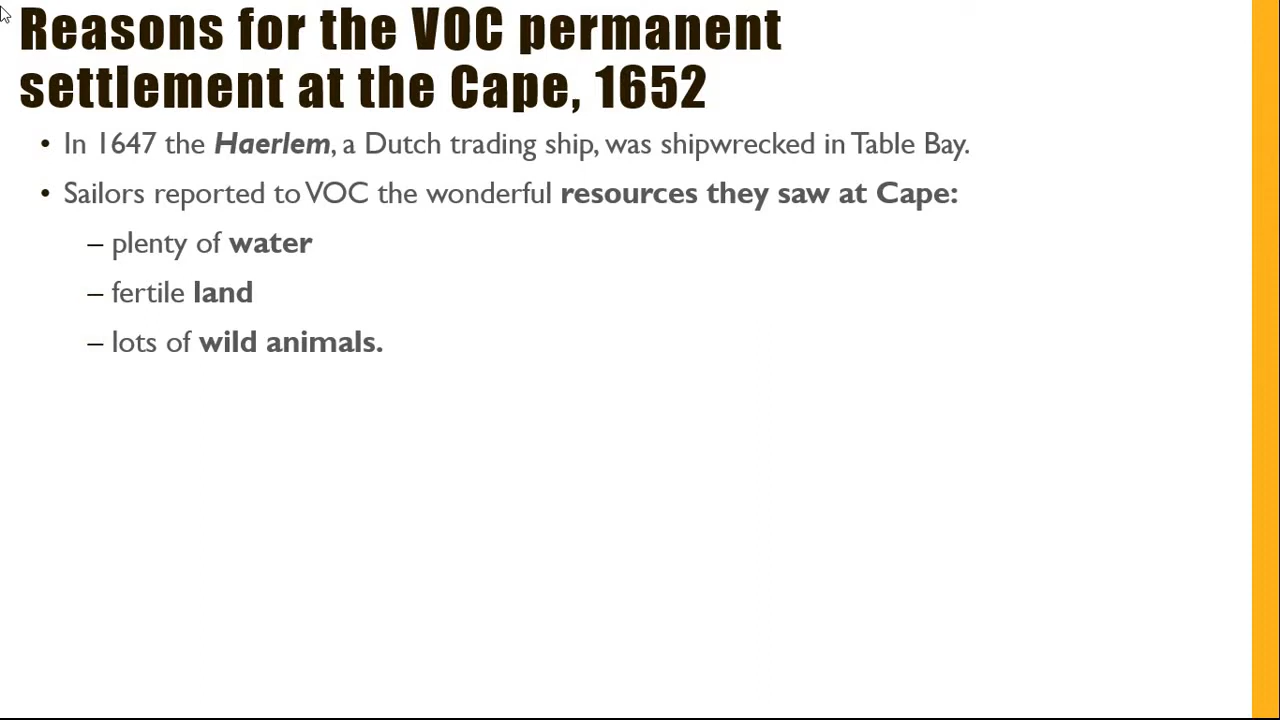 Reasons for the VOC permanent
settlement at the Cape, 1652
• In 1647 the Haerlem, a Dutch trading ship, was shipwrecked in Table Bay.
• Sailors reported to VOC the wonderful resources they saw at Cape:
– plenty of water
– fertile land
– lots of wild animals.